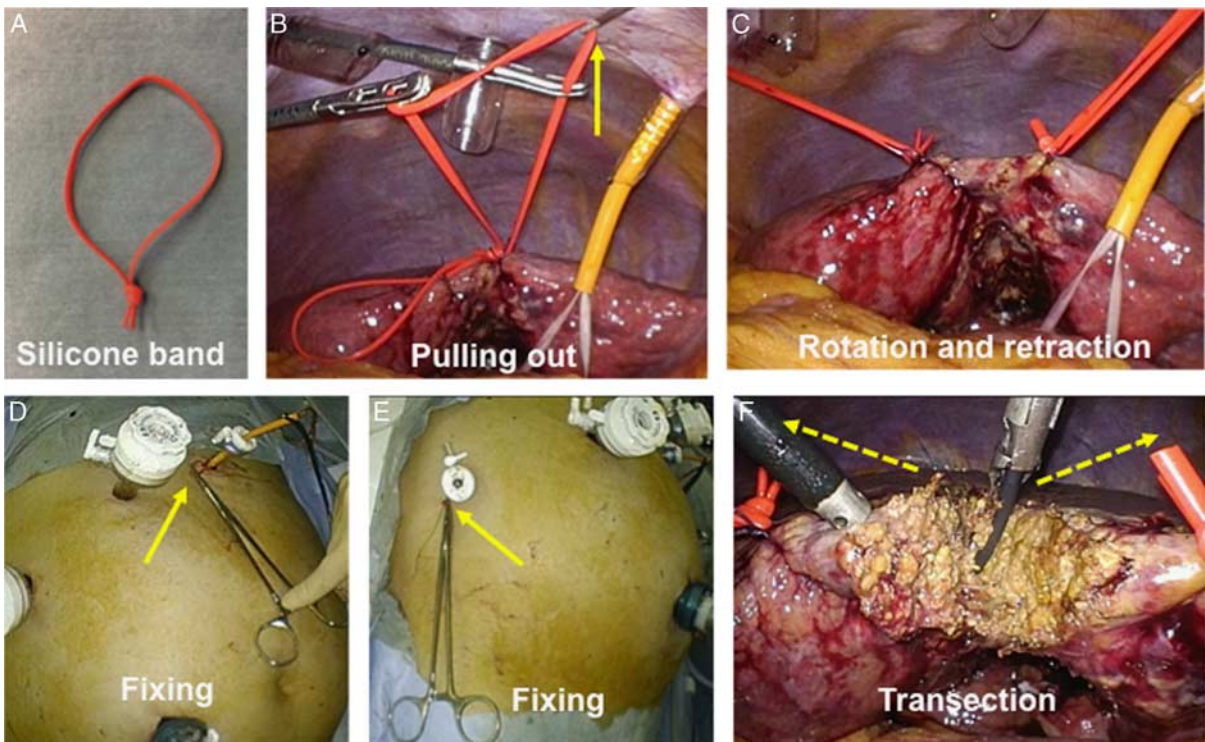 A
Silicone band
B
Pulling out
C
Rotation and retraction
D
Fixing
E
Fixing
F
Transection